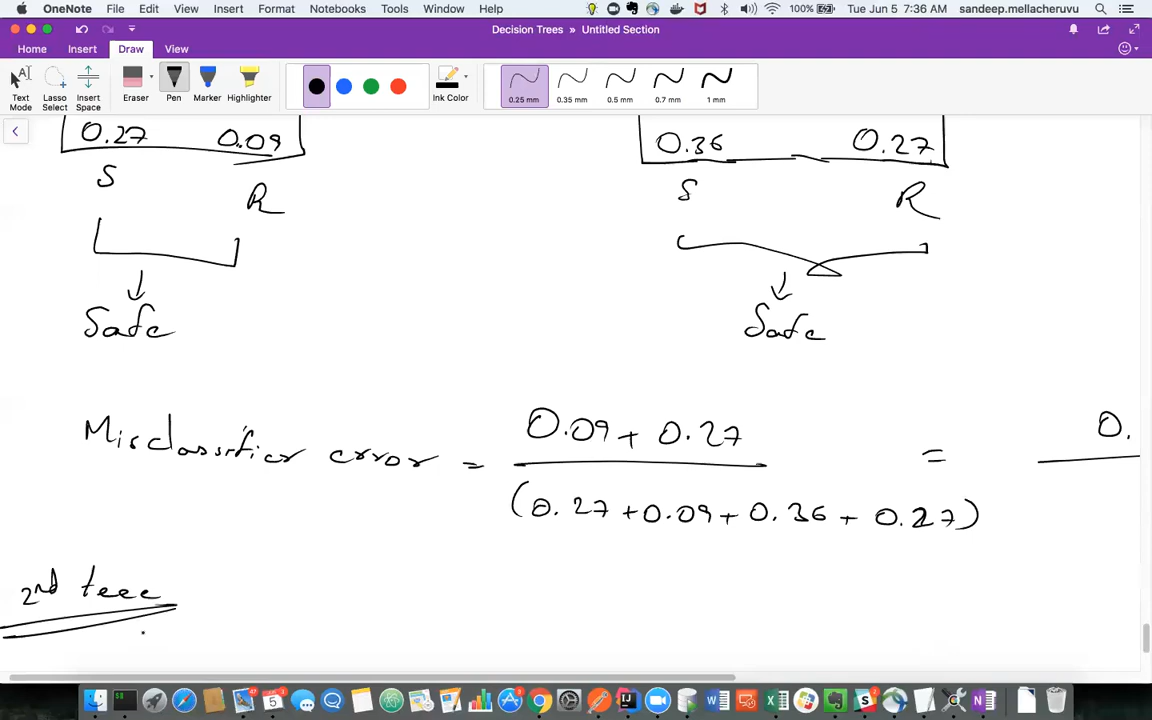 OneNote File Edit View Insert Format Notebooks Tools Window Help 100% Tue Jun 5 7:36 AM sandeep.mellacheruvu
Decision Trees » Untitled Section
Home Insert Draw View
Text Mode Lasso Select Insert Space Eraser Pen Marker Highlighter Ink Color 0.25 mm 0.35 mm 0.5 mm 0.7 mm 1 mm
0.27 0.09 0.36 0.27
S R S R
Safe Safe
Misclassifier error = 0.09 + 0.27 = 0.
(0.27 + 0.09 + 0.36 + 0.27)
2nd tree